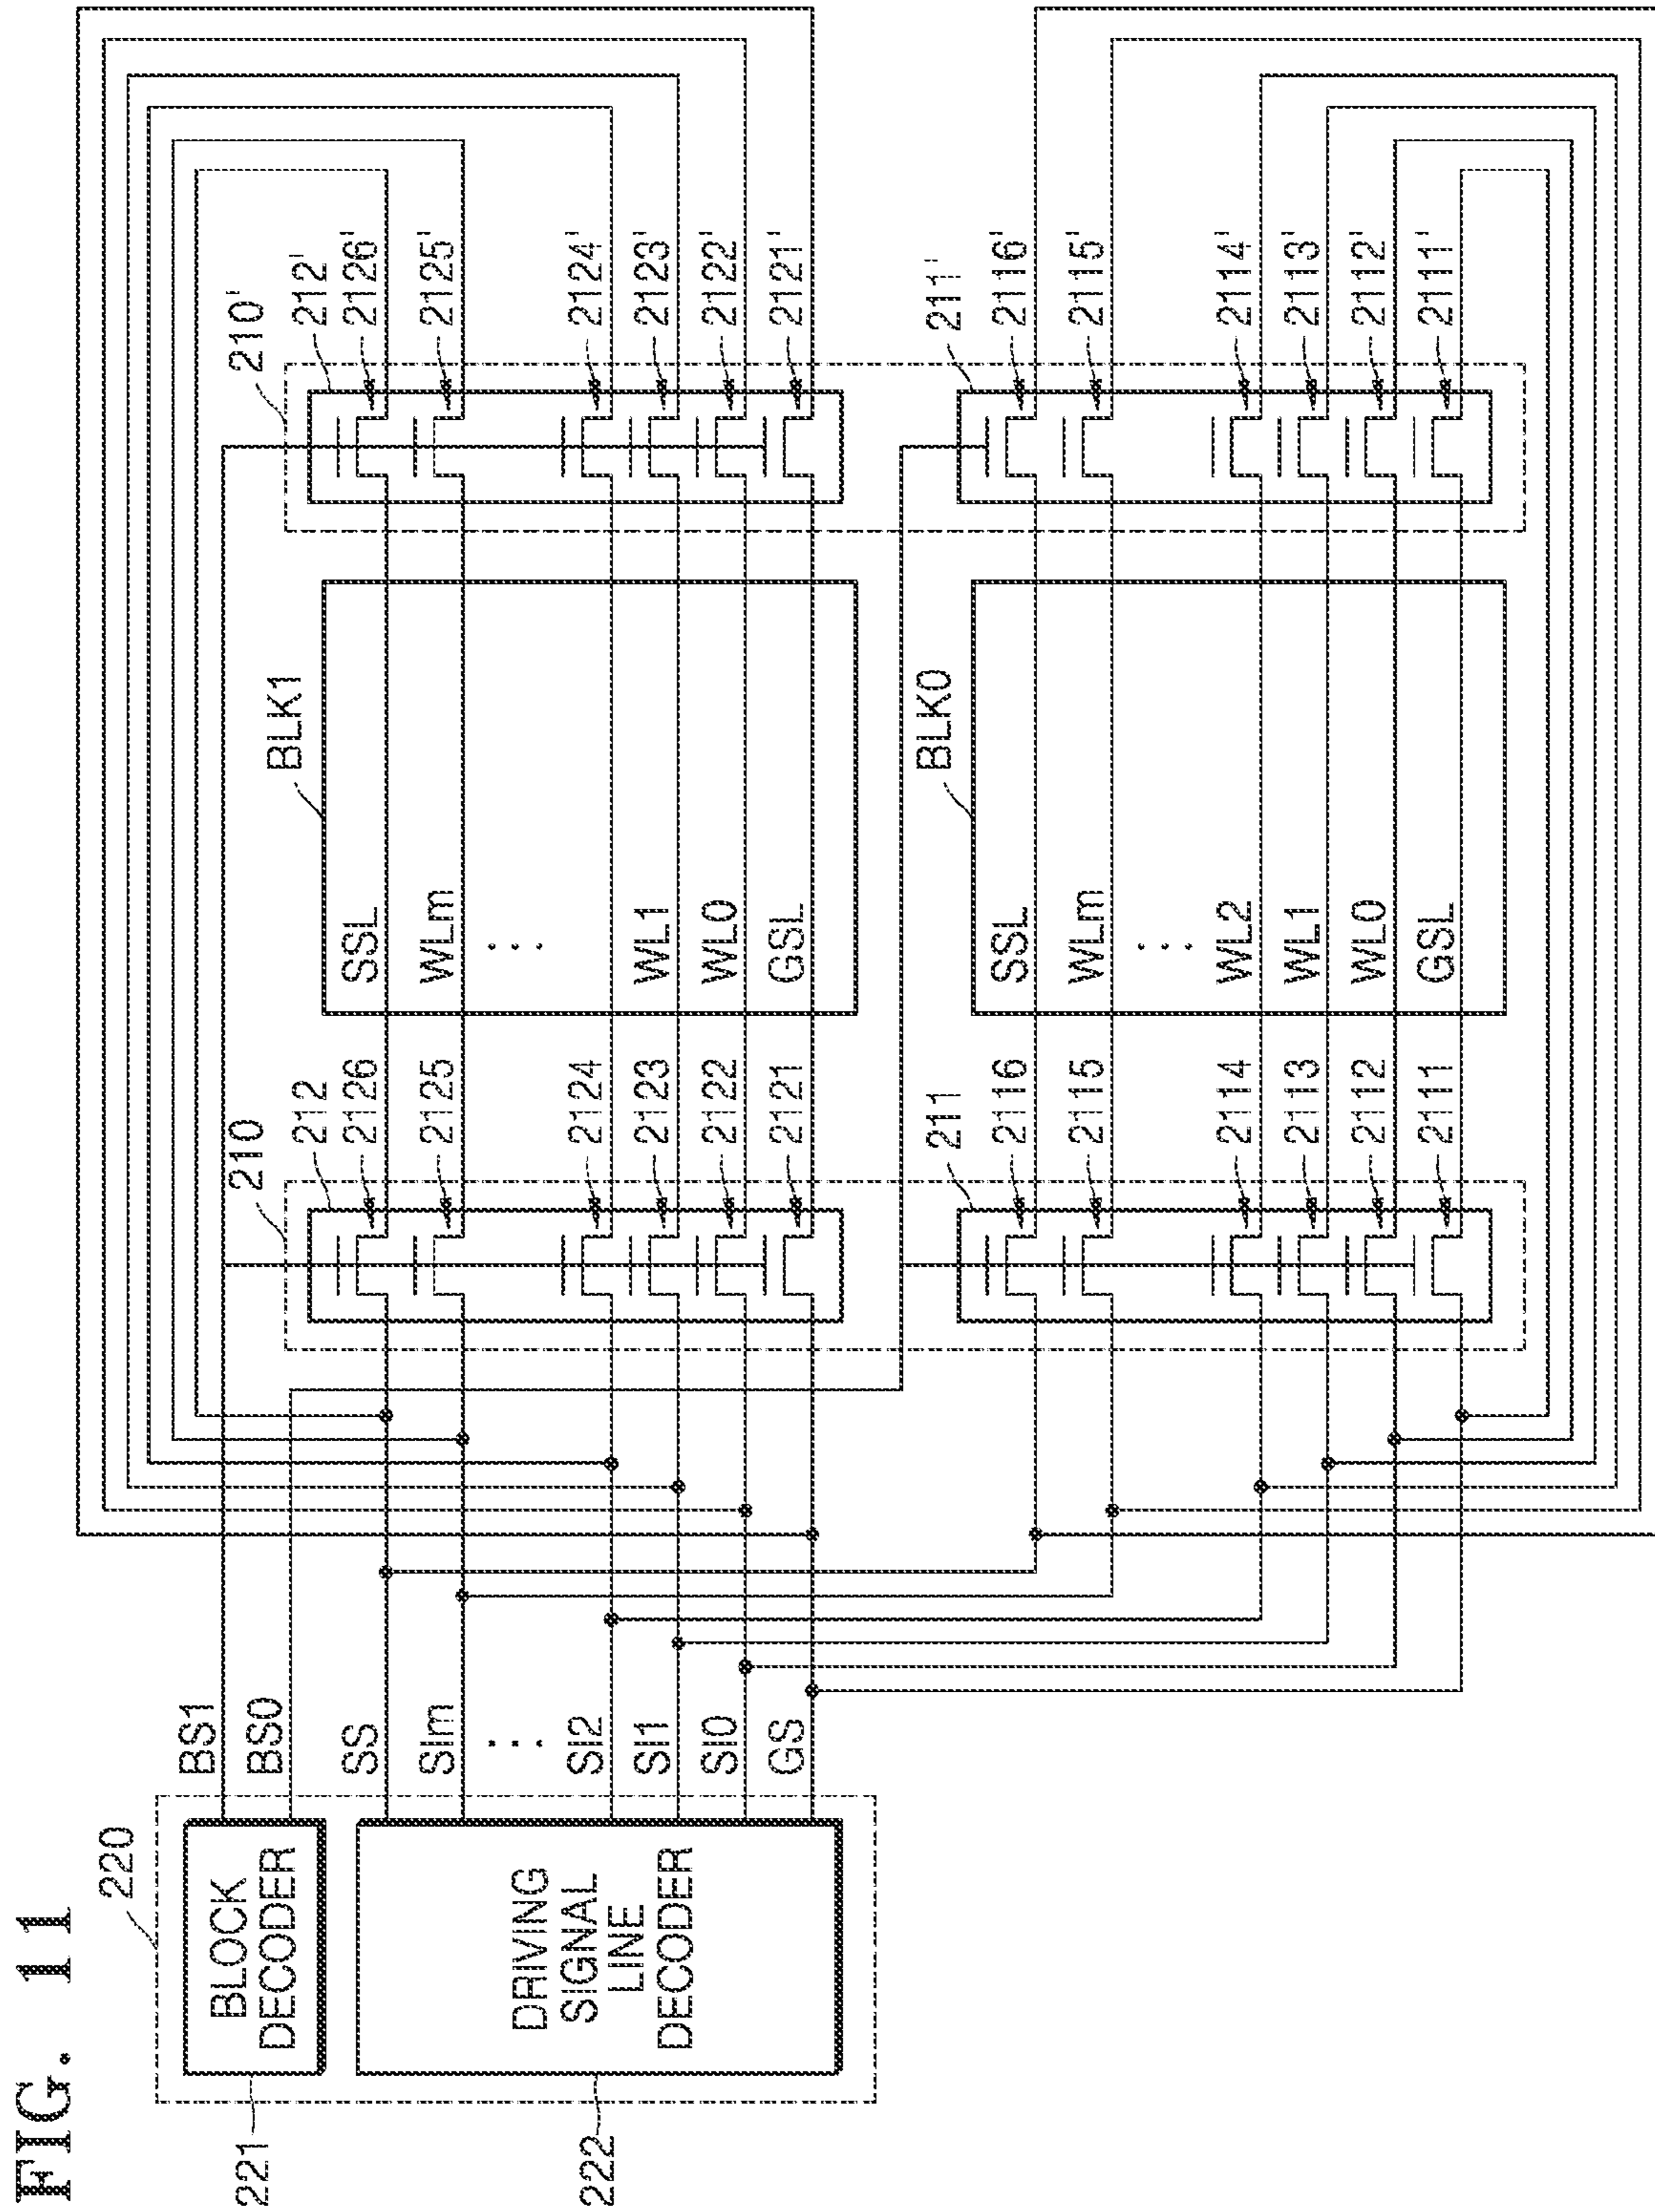 FIG. 11
220
221
BLOCK
DECODER
222
DRIVING
SIGNAL
LINE
DECODER
BS1
BS0
SS
SIm
...
SI2
SI1
SI0
GS
210
212
2126
2125
2124
2123
2122
2121
211
2116
2115
2114
2113
2112
2111
BLK1
SSL
WLm
...
WL1
WL0
GSL
BLK0
SSL
WLm
...
WL2
WL1
WL0
GSL
210'
212'
2126'
2125'
2124'
2123'
2122'
2121'
211'
2116'
2115'
2114'
2113'
2112'
2111'